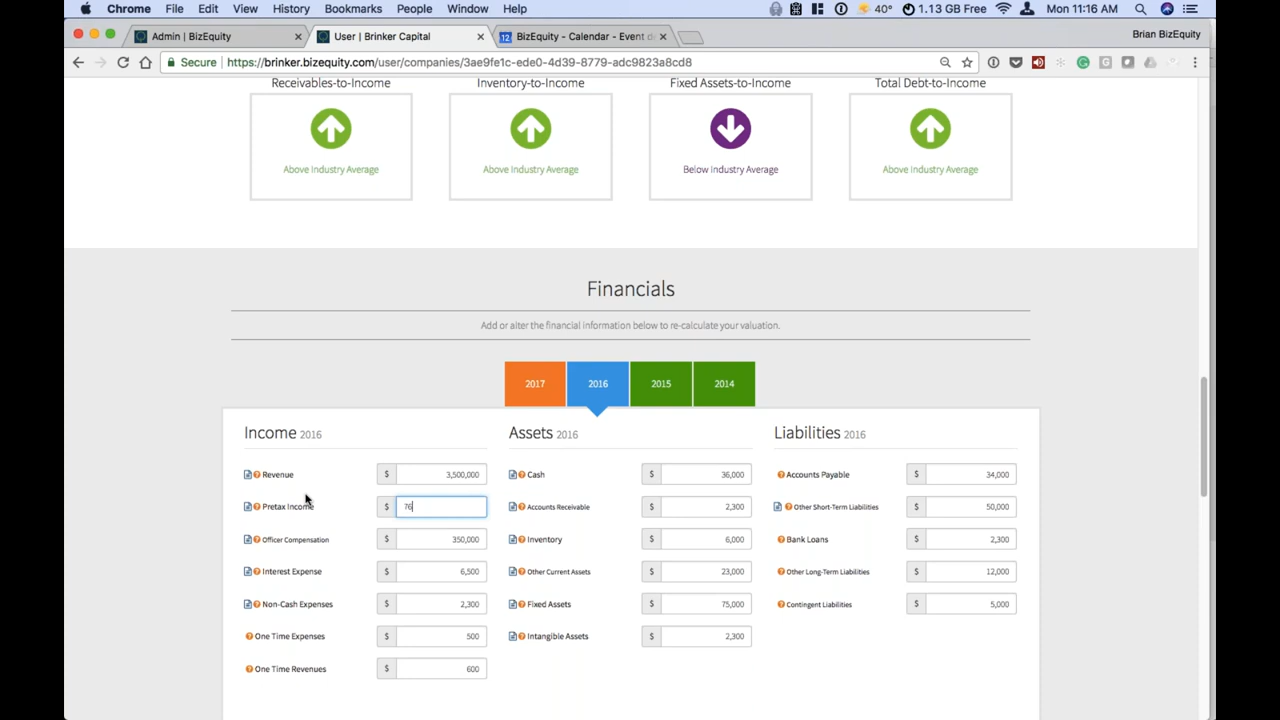 Chrome File Edit View History Bookmarks People Window Help 40° 1.13 GB Free Mon 11:16 AM
Admin | BizEquity User | Brinker Capital 12 BizEquity - Calendar - Event de Brian BizEquity
Secure https://brinker.bizequity.com/user/companies/3ae9fe1c-ede0-4d39-8779-adc9823a8cd8
Receivables-to-Income Inventory-to-Income Fixed Assets-to-Income Total Debt-to-Income
Above Industry Average Above Industry Average Below Industry Average Above Industry Average
Financials
Add or alter the financial information below to re-calculate your valuation.
2017 2016 2015 2014
Income 2016 Assets 2016 Liabilities 2016
Revenue $ 3,500,000 Cash $ 36,000 Accounts Payable $ 34,000
Pretax Income $ 76 Accounts Receivable $ 2,300 Other Short-Term Liabilities $ 50,000
Officer Compensation $ 350,000 Inventory $ 6,000 Bank Loans $ 2,300
Interest Expense $ 6,500 Other Current Assets $ 23,000 Other Long-Term Liabilities $ 12,000
Non-Cash Expenses $ 2,300 Fixed Assets $ 75,000 Contingent Liabilities $ 5,000
One Time Expenses $ 500 Intangible Assets $ 2,300
One Time Revenues $ 600